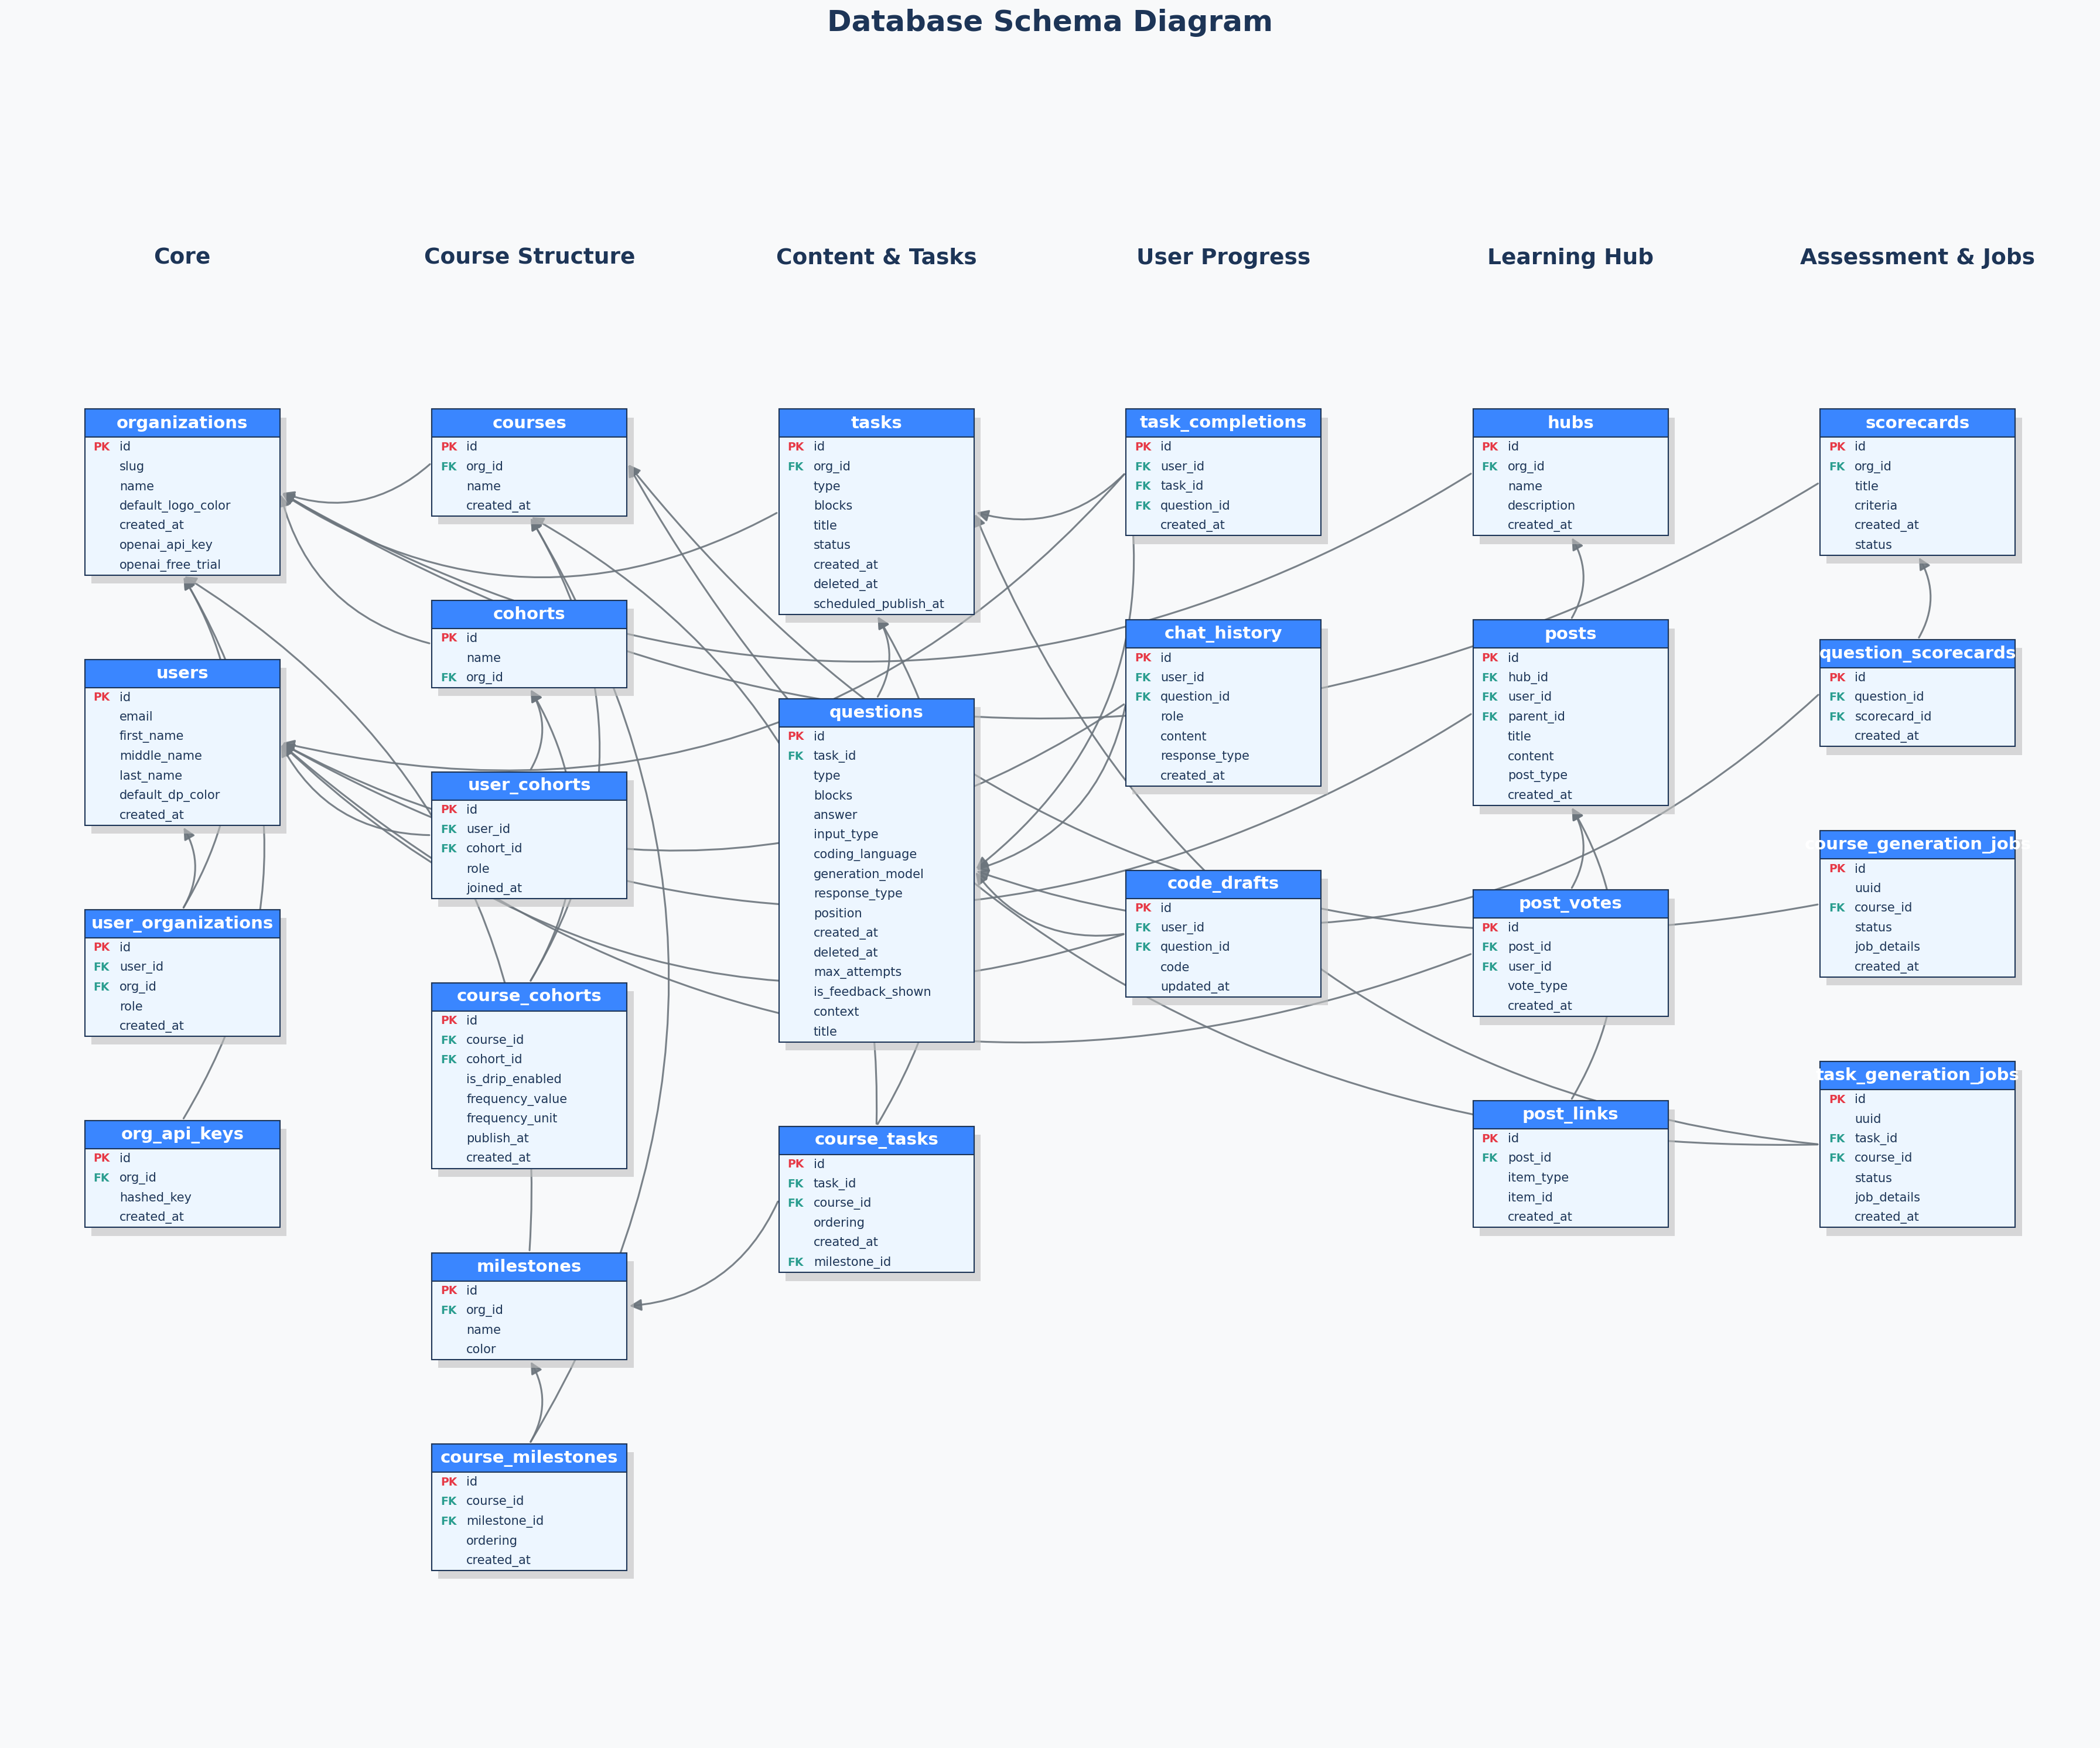 Database Schema Diagram
Core
Course Structure
Content & Tasks
User Progress
Learning Hub
Assessment & Jobs
organizations
PK id
slug
name
default_logo_color
created_at
openai_api_key
openai_free_trial
users
PK id
email
first_name
middle_name
last_name
default_dp_color
created_at
user_organizations
PK id
FK user_id
FK org_id
role
created_at
org_api_keys
PK id
FK org_id
hashed_key
created_at
courses
PK id
FK org_id
name
created_at
cohorts
PK id
name
FK org_id
user_cohorts
PK id
FK user_id
FK cohort_id
role
joined_at
course_cohorts
PK id
FK course_id
FK cohort_id
is_drip_enabled
frequency_value
frequency_unit
publish_at
created_at
milestones
PK id
FK org_id
name
color
course_milestones
PK id
FK course_id
FK milestone_id
ordering
created_at
tasks
PK id
FK org_id
type
blocks
title
status
created_at
deleted_at
scheduled_publish_at
questions
PK id
FK task_id
type
blocks
answer
input_type
coding_language
generation_model
response_type
position
created_at
deleted_at
max_attempts
is_feedback_shown
context
title
course_tasks
PK id
FK task_id
FK course_id
ordering
created_at
FK milestone_id
task_completions
PK id
FK user_id
FK task_id
FK question_id
created_at
chat_history
PK id
FK user_id
FK question_id
role
content
response_type
created_at
code_drafts
PK id
FK user_id
FK question_id
code
updated_at
hubs
PK id
FK org_id
name
description
created_at
posts
PK id
FK hub_id
FK user_id
FK parent_id
title
content
post_type
created_at
post_votes
PK id
FK post_id
FK user_id
vote_type
created_at
post_links
PK id
FK post_id
item_type
item_id
created_at
scorecards
PK id
FK org_id
title
criteria
created_at
status
question_scorecards
PK id
FK question_id
FK scorecard_id
created_at
course_generation_jobs
PK id
uuid
FK course_id
status
job_details
created_at
task_generation_jobs
PK id
uuid
FK task_id
FK course_id
status
job_details
created_at